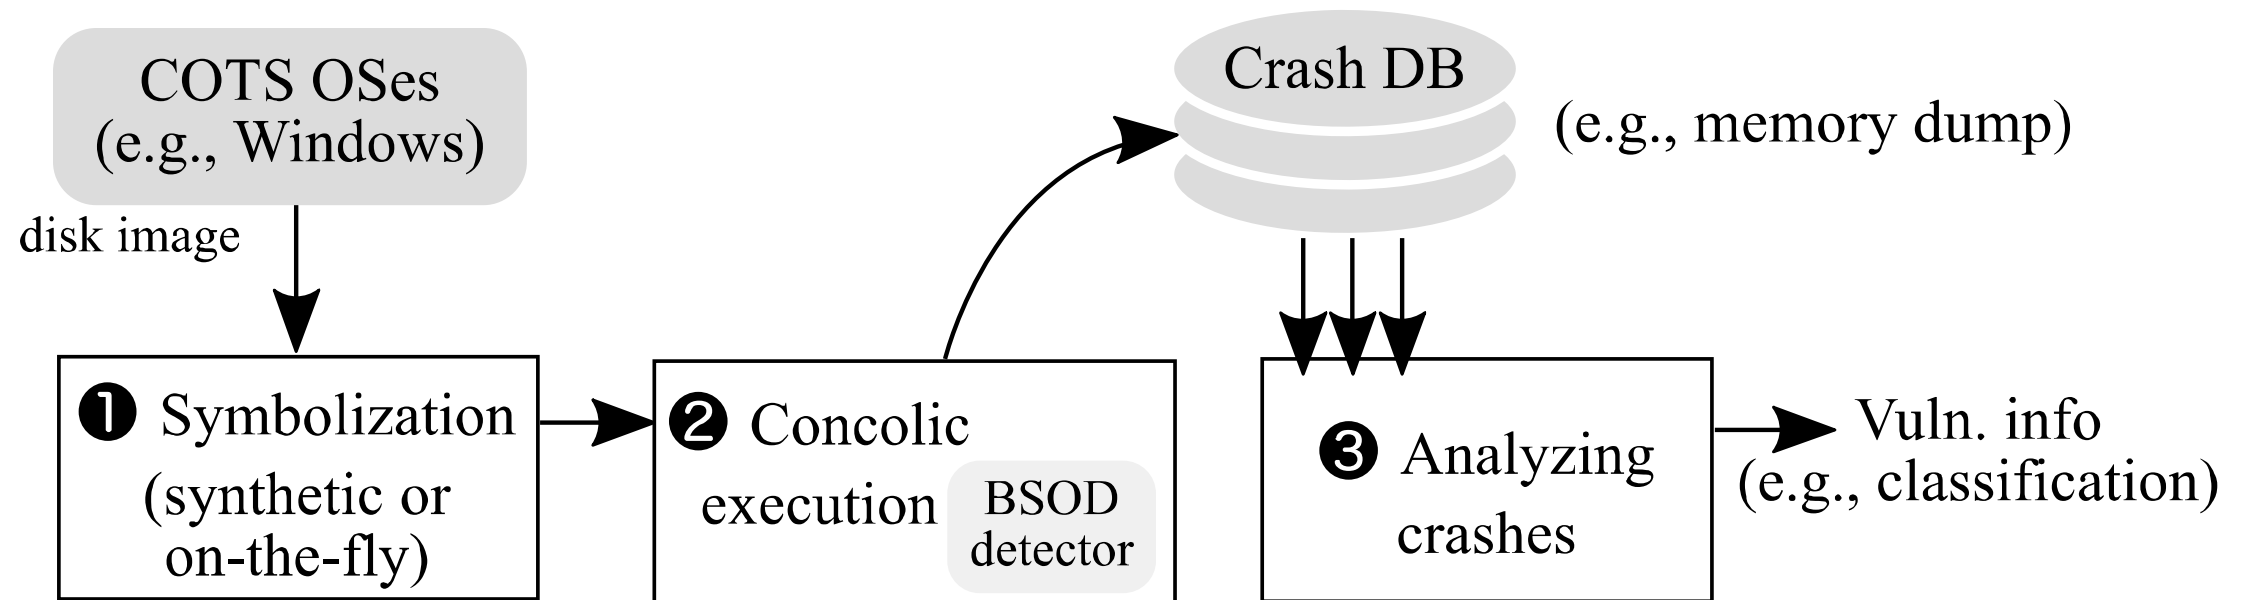 COTS OSes
(e.g., Windows)
disk image
❶ Symbolization
(synthetic or
on-the-fly)
❷ Concolic
execution
BSOD
detector
Crash DB
(e.g., memory dump)
❸ Analyzing
crashes
Vuln. info
(e.g., classification)